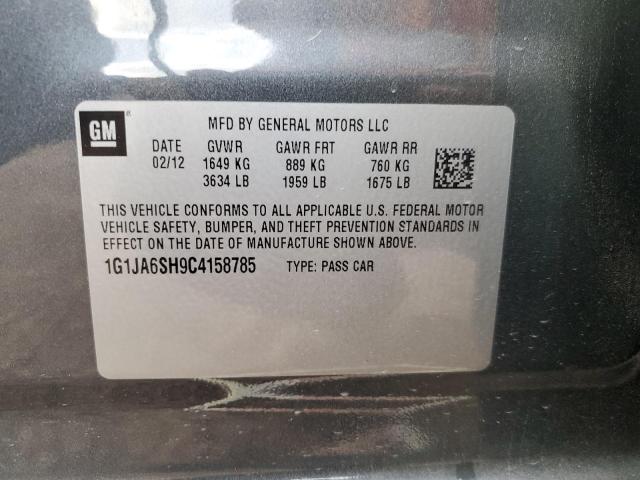 GM
MFD BY GENERAL MOTORS LLC
DATE GVWR GAWR FRT GAWR RR
02/12 1649 KG 889 KG 760 KG
3634 LB 1959 LB 1675 LB
THIS VEHICLE CONFORMS TO ALL APPLICABLE U.S. FEDERAL MOTOR
VEHICLE SAFETY, BUMPER, AND THEFT PREVENTION STANDARDS IN
EFFECT ON THE DATE OF MANUFACTURE SHOWN ABOVE.
1G1JA6SH9C4158785 TYPE: PASS CAR